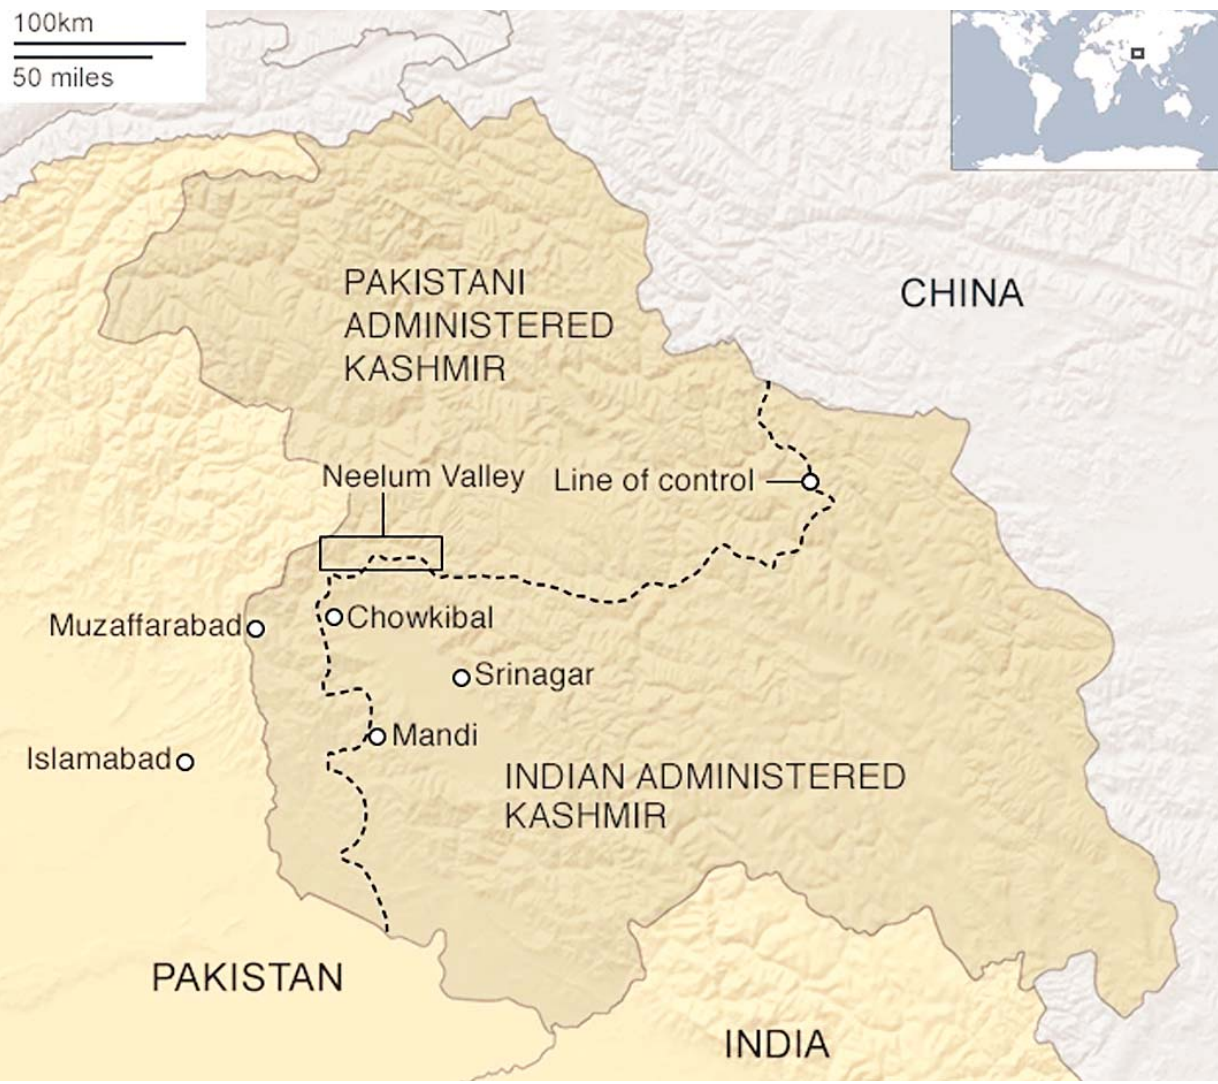 100km
50 miles
CHINA
PAKISTANI
ADMINISTERED
KASHMIR
Neelum Valley
Line of control
Muzaffarabad
Chowkibal
Srinagar
Mandi
Islamabad
INDIAN ADMINISTERED
KASHMIR
PAKISTAN
INDIA